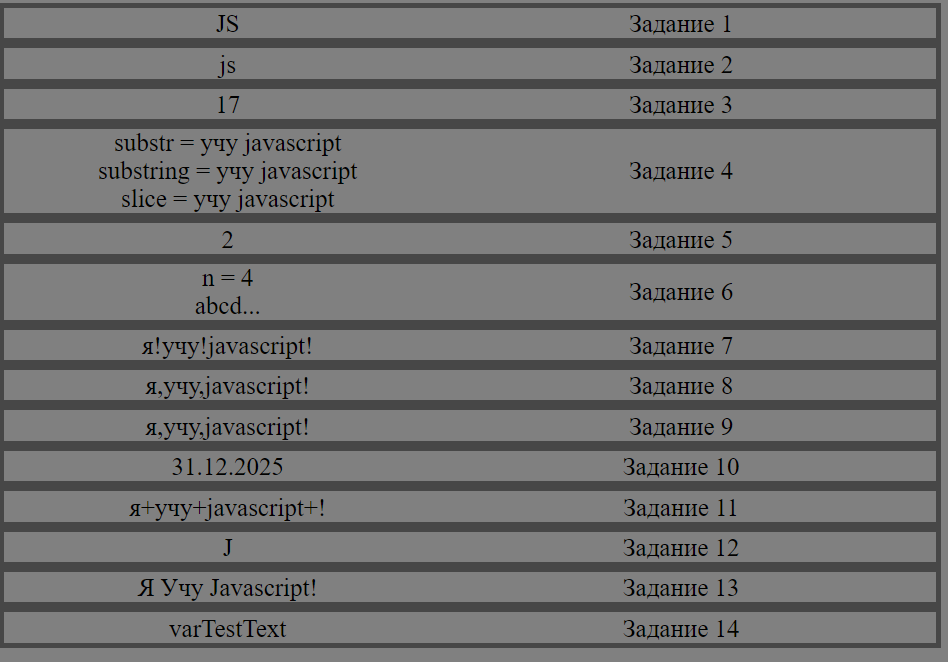 JS Задание 1
js Задание 2
17 Задание 3
substr = учу javascript
substring = учу javascript Задание 4
slice = учу javascript
2 Задание 5
n = 4
abcd... Задание 6
я!учу!javascript! Задание 7
я,учу,javascript! Задание 8
я,учу,javascript! Задание 9
31.12.2025 Задание 10
я+учу+javascript+! Задание 11
J Задание 12
Я Учу Javascript! Задание 13
varTestText Задание 14